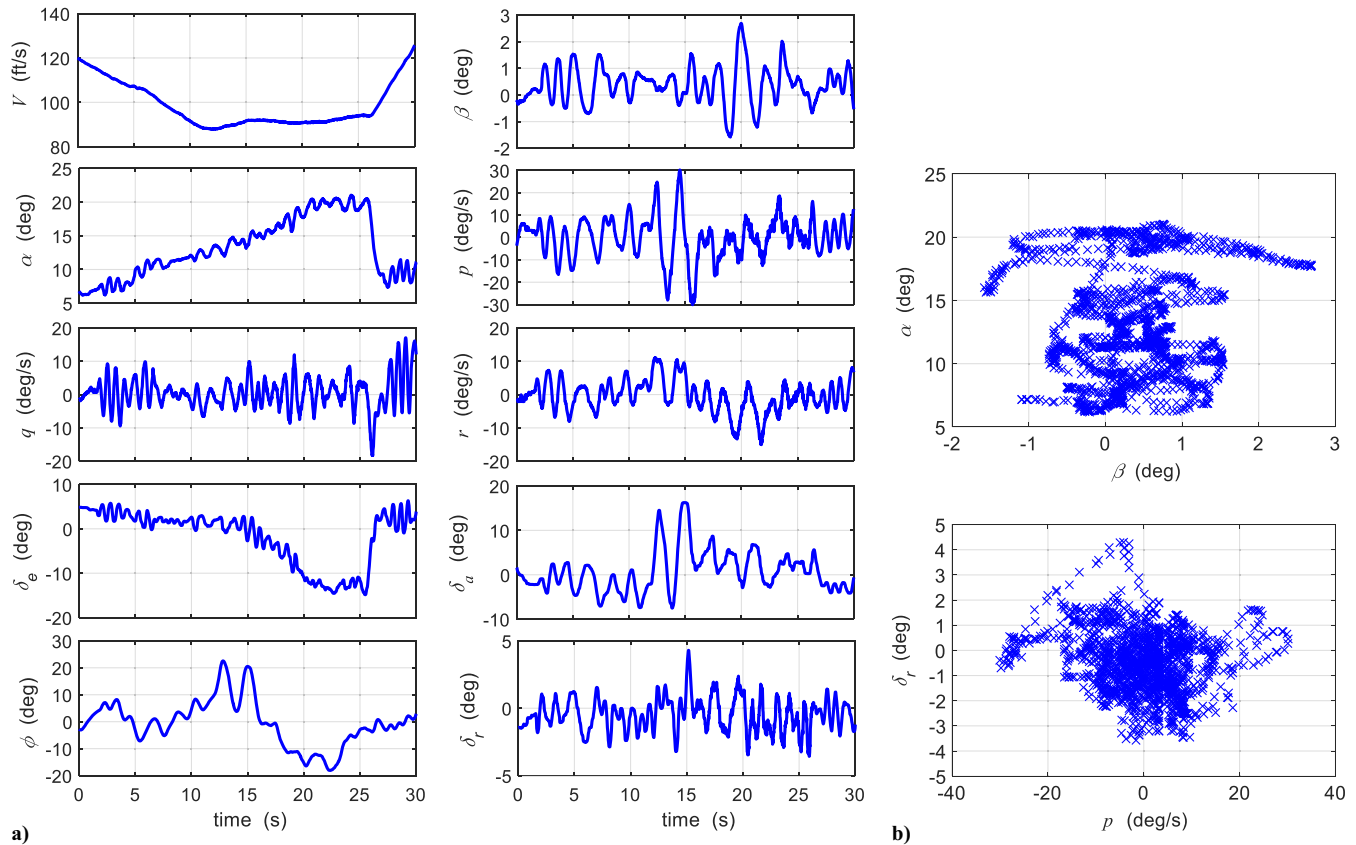 140
120
100
80
V (ft/s)
25
20
15
10
5
α (deg)
20
10
0
-10
-20
q (deg/s)
10
0
-10
-20
δe (deg)
30
20
10
0
-10
-20
ϕ (deg)
0 5 10 15 20 25 30
time (s)
a)
3
2
1
0
-1
-2
β (deg)
30
20
10
0
-10
-20
-30
p (deg/s)
20
10
0
-10
-20
r (deg/s)
20
10
0
-10
δa (deg)
5
0
-5
δr (deg)
0 5 10 15 20 25 30
time (s)
25
20
15
10
5
α (deg)
-2 -1 0 1 2 3
β (deg)
5
4
3
2
1
0
-1
-2
-3
-4
-5
δr (deg)
-40 -20 0 20 40
p (deg/s)
b)